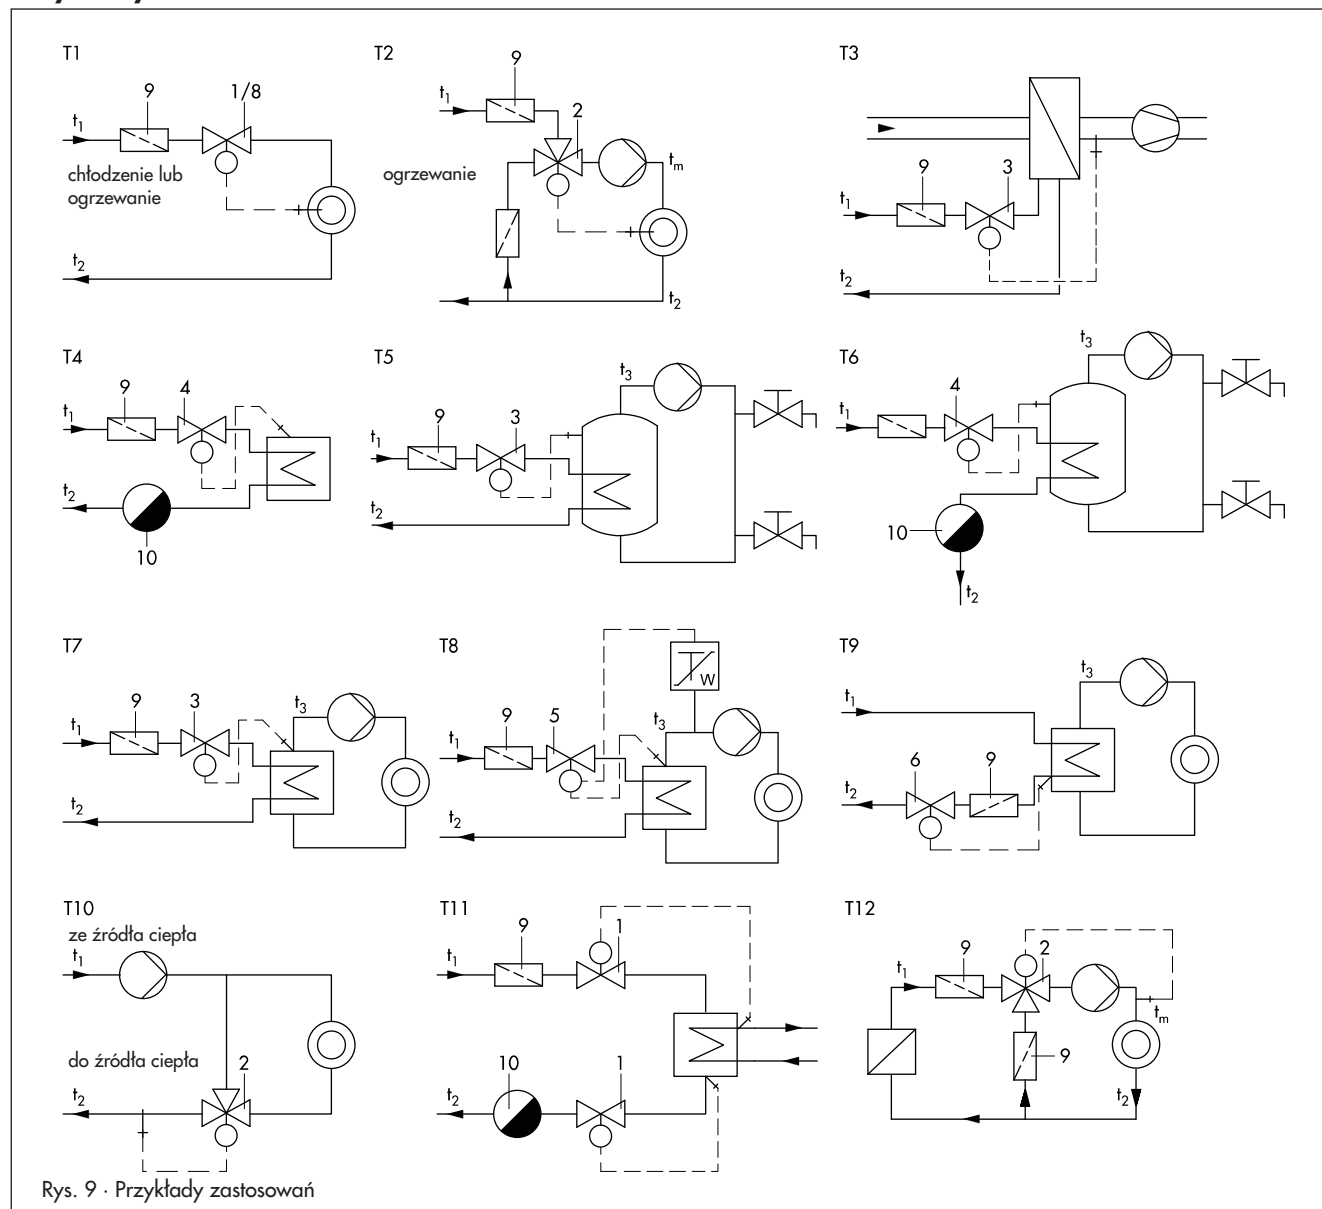 T1
9
1/8
t1
chłodzenie lub
ogrzewanie
t2
T2
9
t1
2
tm
ogrzewanie
t2
T3
9
3
t1
t2
T4
9
4
t1
t2
10
T5
t3
9
3
t1
t2
T6
t3
4
t1
10
t2
T7
9
3
t3
t1
t2
T8
W
9
5
t3
t1
t2
T9
t3
t1
6
9
t2
T10
ze źródła ciepła
t1
do źródła ciepła
2
t2
T11
9
1
t1
10
1
t2
T12
9
2
t1
tm
9
t2
Rys. 9 · Przykłady zastosowań